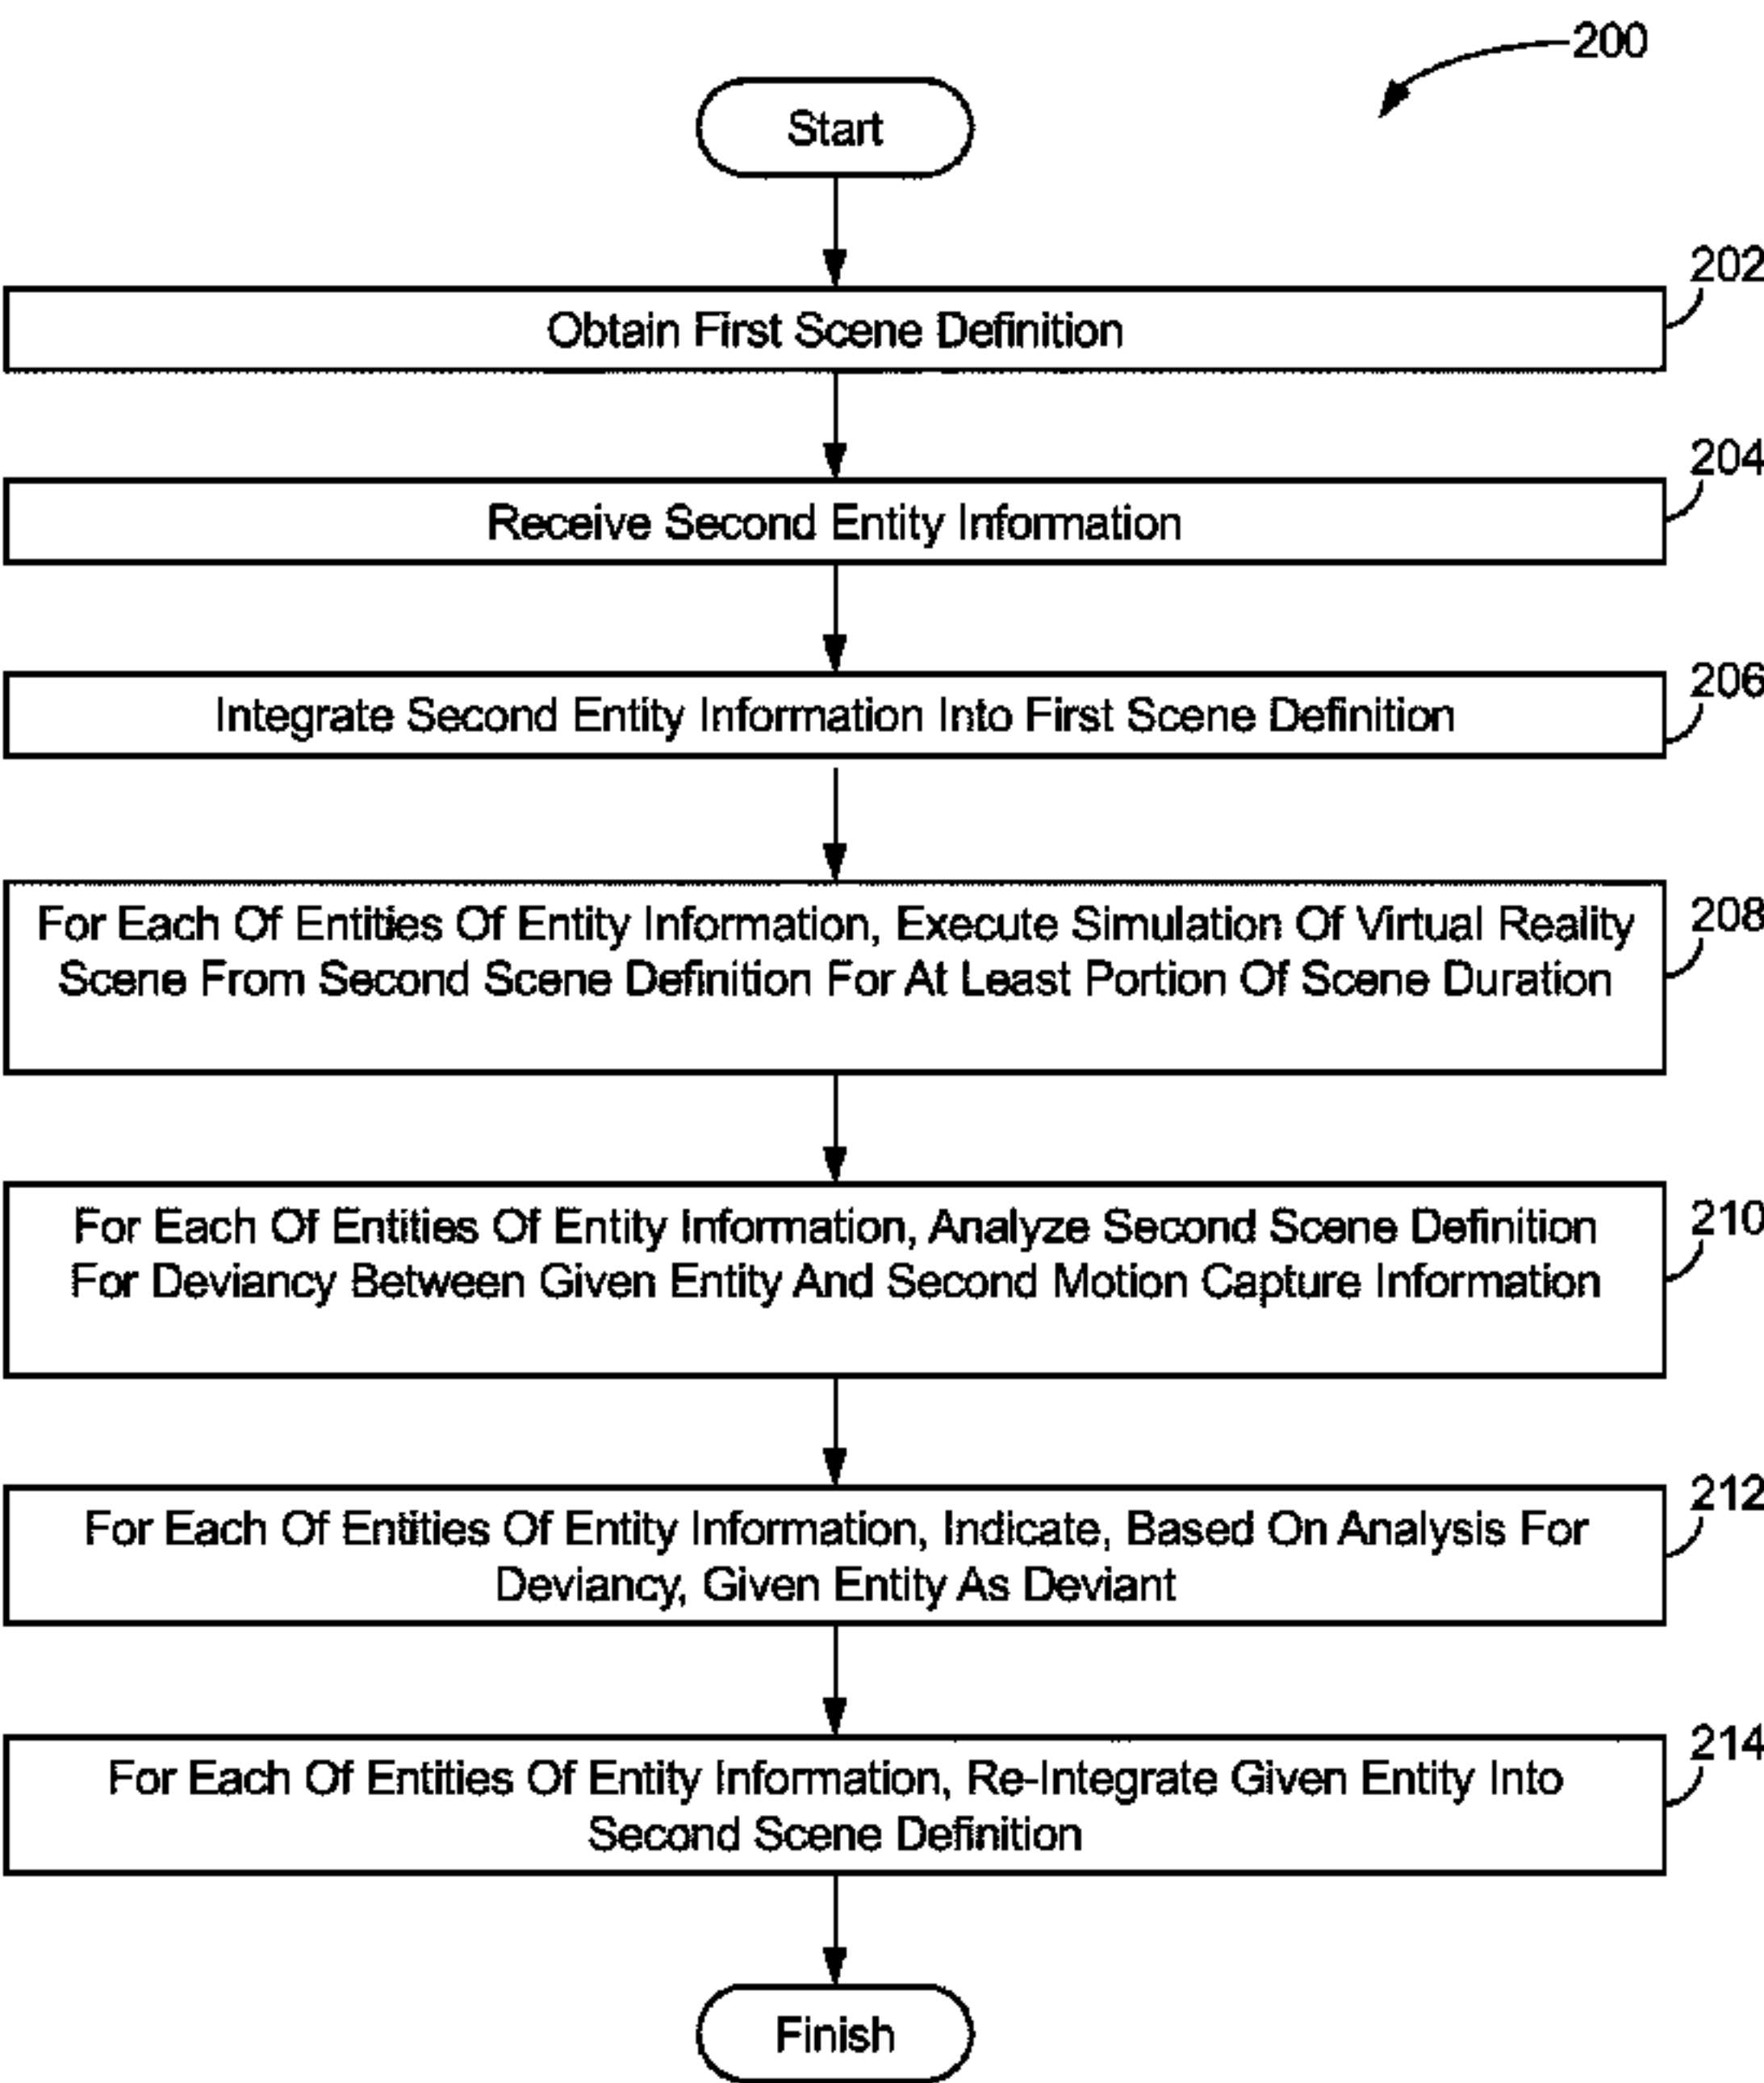 200
Start
202
Obtain First Scene Definition
204
Receive Second Entity Information
206
Integrate Second Entity Information Into First Scene Definition
208
For Each Of Entities Of Entity Information, Execute Simulation Of Virtual Reality
Scene From Second Scene Definition For At Least Portion Of Scene Duration
210
For Each Of Entities Of Entity Information, Analyze Second Scene Definition
For Deviancy Between Given Entity And Second Motion Capture Information
212
For Each Of Entities Of Entity Information, Indicate, Based On Analysis For
Deviancy, Given Entity As Deviant
214
For Each Of Entities Of Entity Information, Re-Integrate Given Entity Into
Second Scene Definition
Finish